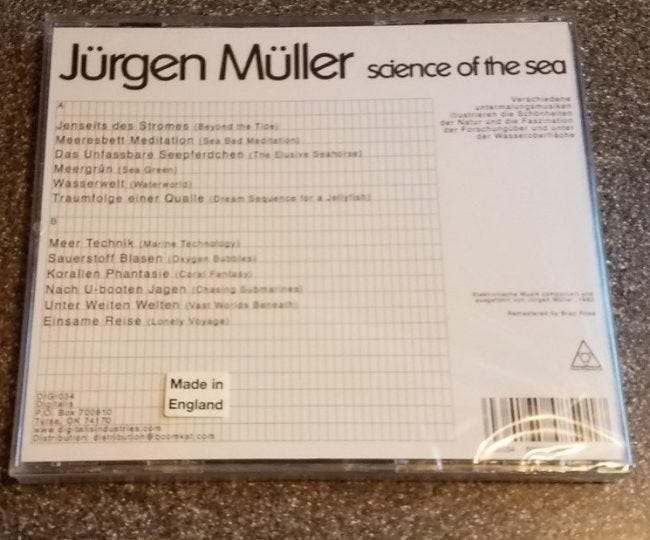 Jürgen Müller science of the sea
A
Jenseits des Stromes (Beyond the Tide)
Meeresbett Meditation (Sea Bed Meditation)
Das Unfassbare Seepferdchen (The Elusive Seahorse)
Meergrün (Sea Green)
Wasserwelt (Waterworld)
Traumfolge einer Qualle (Dream Sequence for a Jellyfish)
B
Meer Technik (Marine Technology)
Sauerstoff Blasen (Oxygen Bubbles)
Korallen Phantasie (Coral Fantasy)
Nach U-booten Jagen (Chasing Submarines)
Unter Weiten Welten (Vast Worlds Beneath)
Einsame Reise (Lonely Voyage)
Verschiedene
untermalungsmusiken
illustrieren die Schönheiten
der Natur und die Faszination
der Forschungüber und unter
der Wasseroberfläche
Elektronische Musik componiert und
ausgeführt von Jürgen Müller, 1982
Remastered by Brad Rose
Made in
England
DIGI034
Digitalis
P.O. Box 700810
Tulsa, OK 74170
www.digitalisindustries.com
Distribution: distribution@boomkat.com